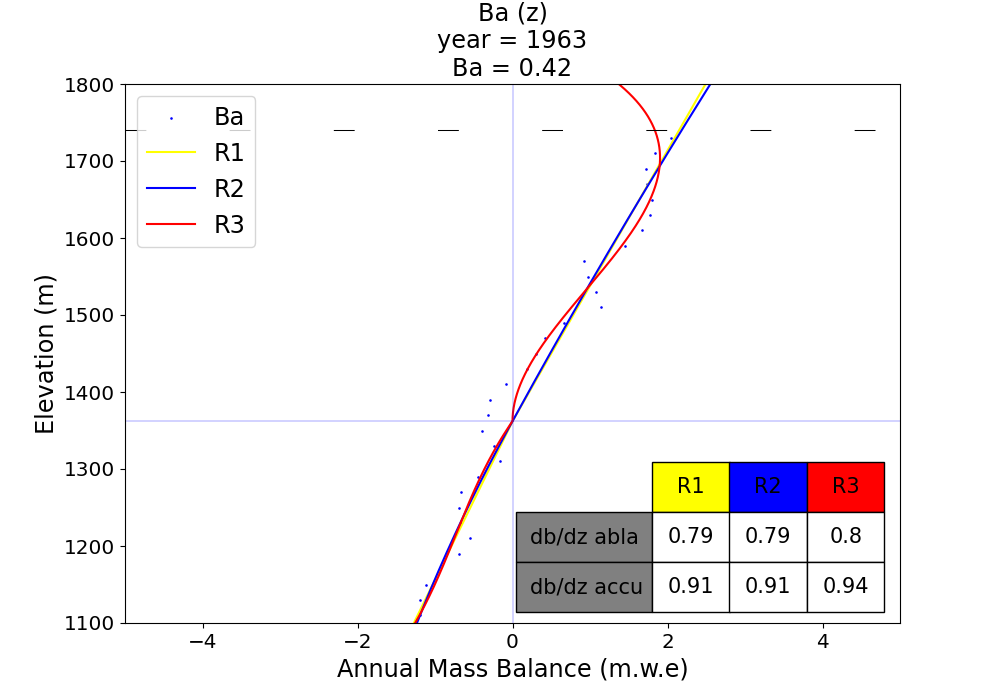 Ba (z)
year = 1963
Ba = 0.42
1800
1700
1600
1500
1400
1300
1200
1100
Elevation (m)
Ba
R1
R2
R3
R1 R2 R3
db/dz abla 0.79 0.79 0.8
db/dz accu 0.91 0.91 0.94
−4 −2 0 2 4
Annual Mass Balance (m.w.e)